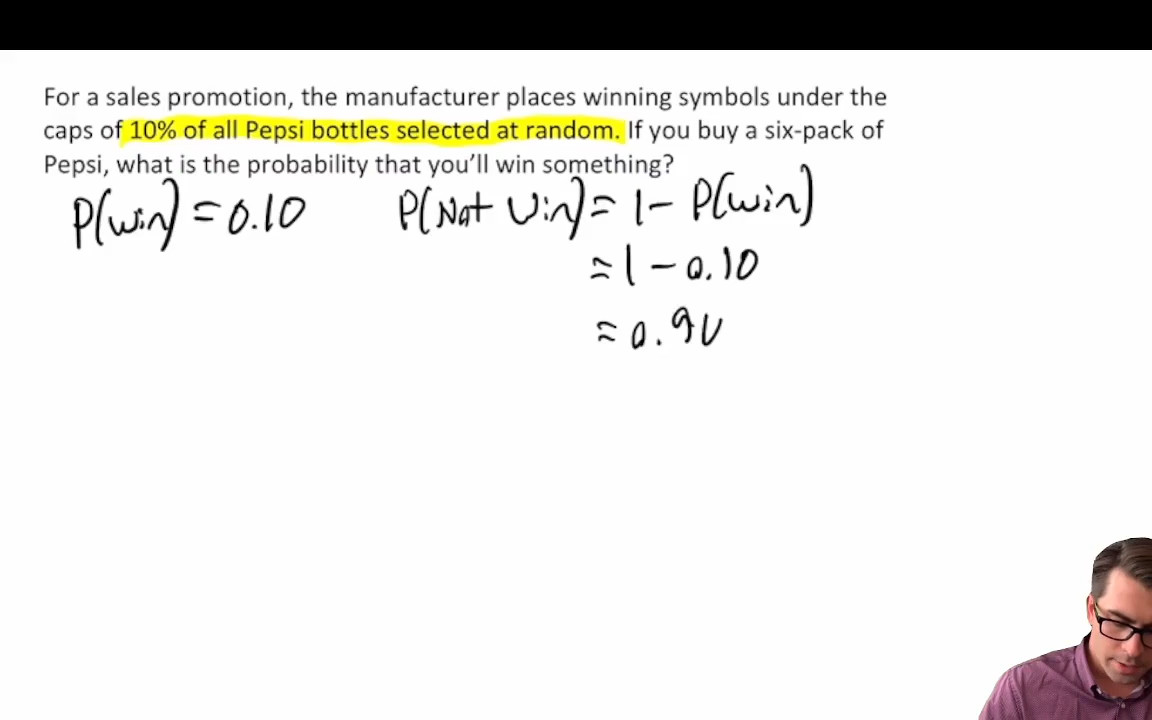 For a sales promotion, the manufacturer places winning symbols under the
caps of 10% of all Pepsi bottles selected at random. If you buy a six-pack of
Pepsi, what is the probability that you'll win something?
P(win) = 0.10 P(Not Win) = 1 - P(win)
= 1 - 0.10
= 0.90